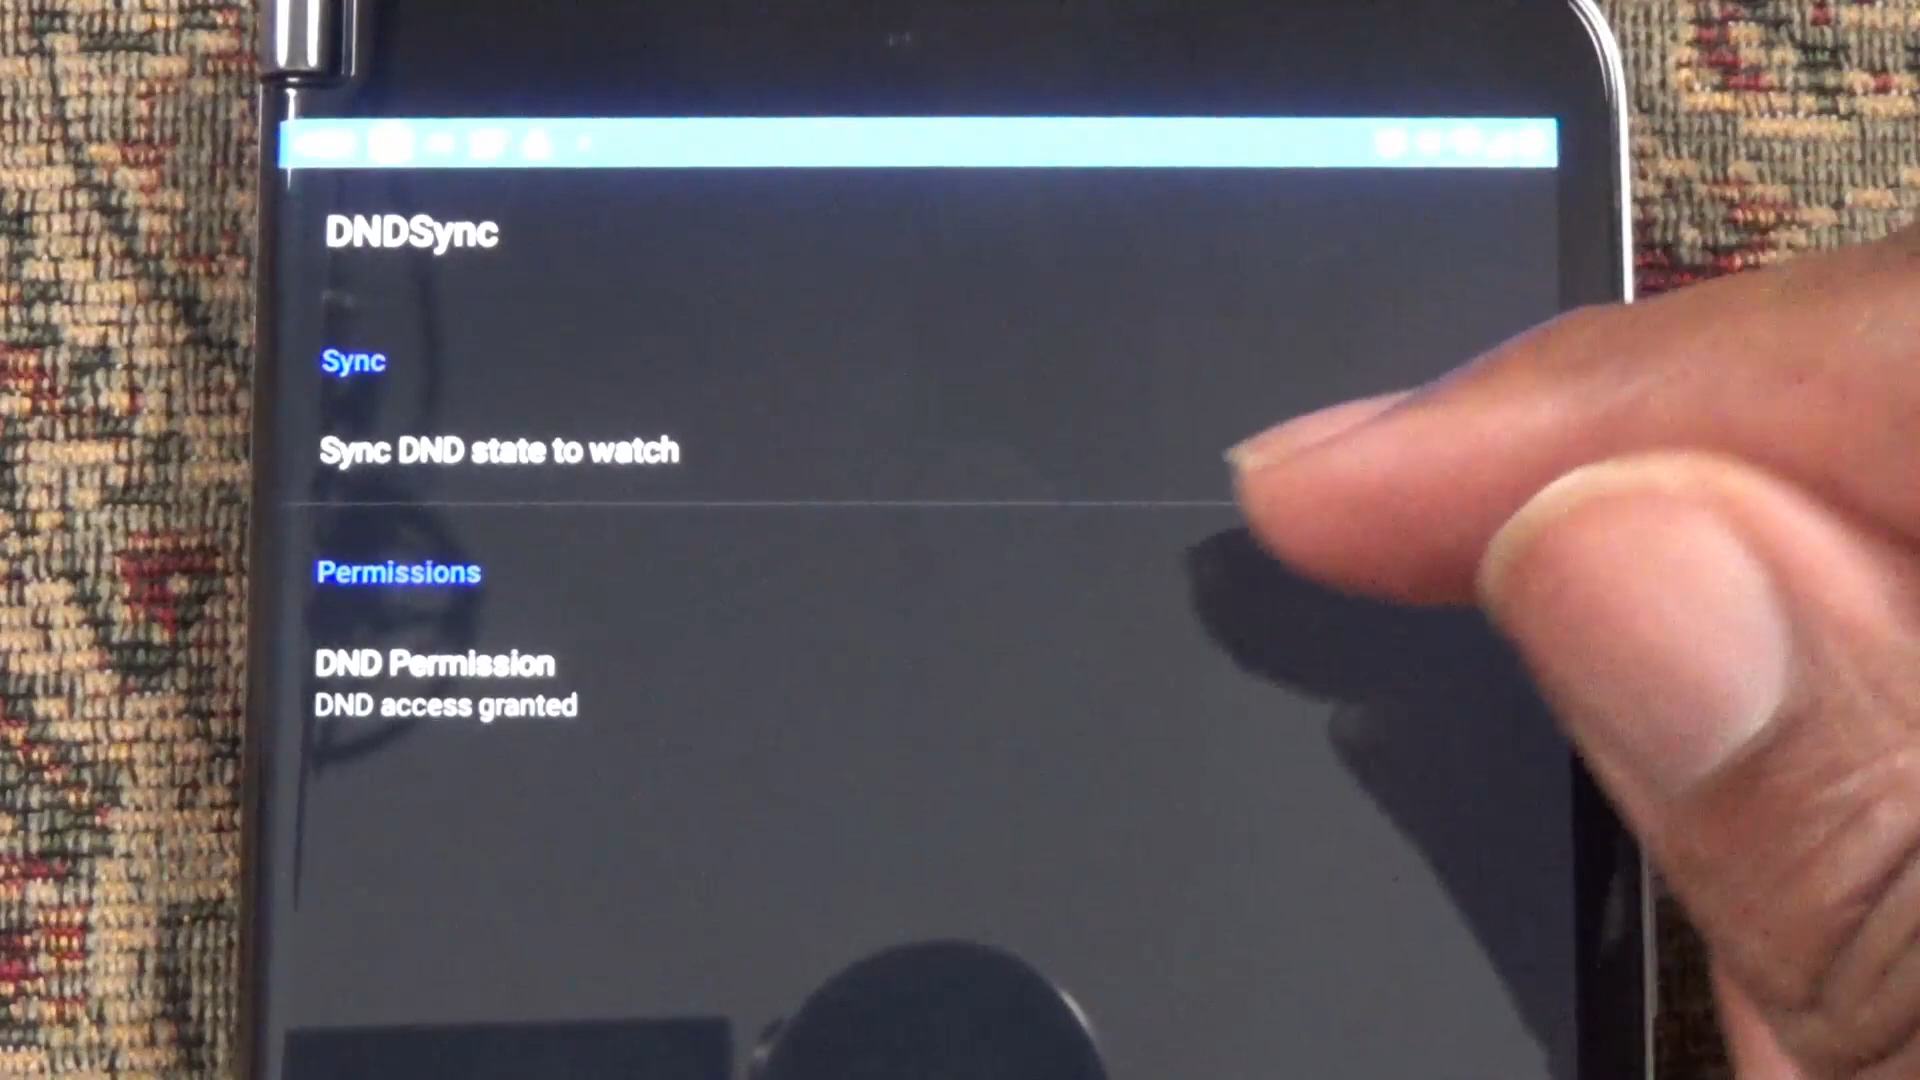 DNDSync
Sync
Sync DND state to watch
Permissions
DND Permission
DND access granted